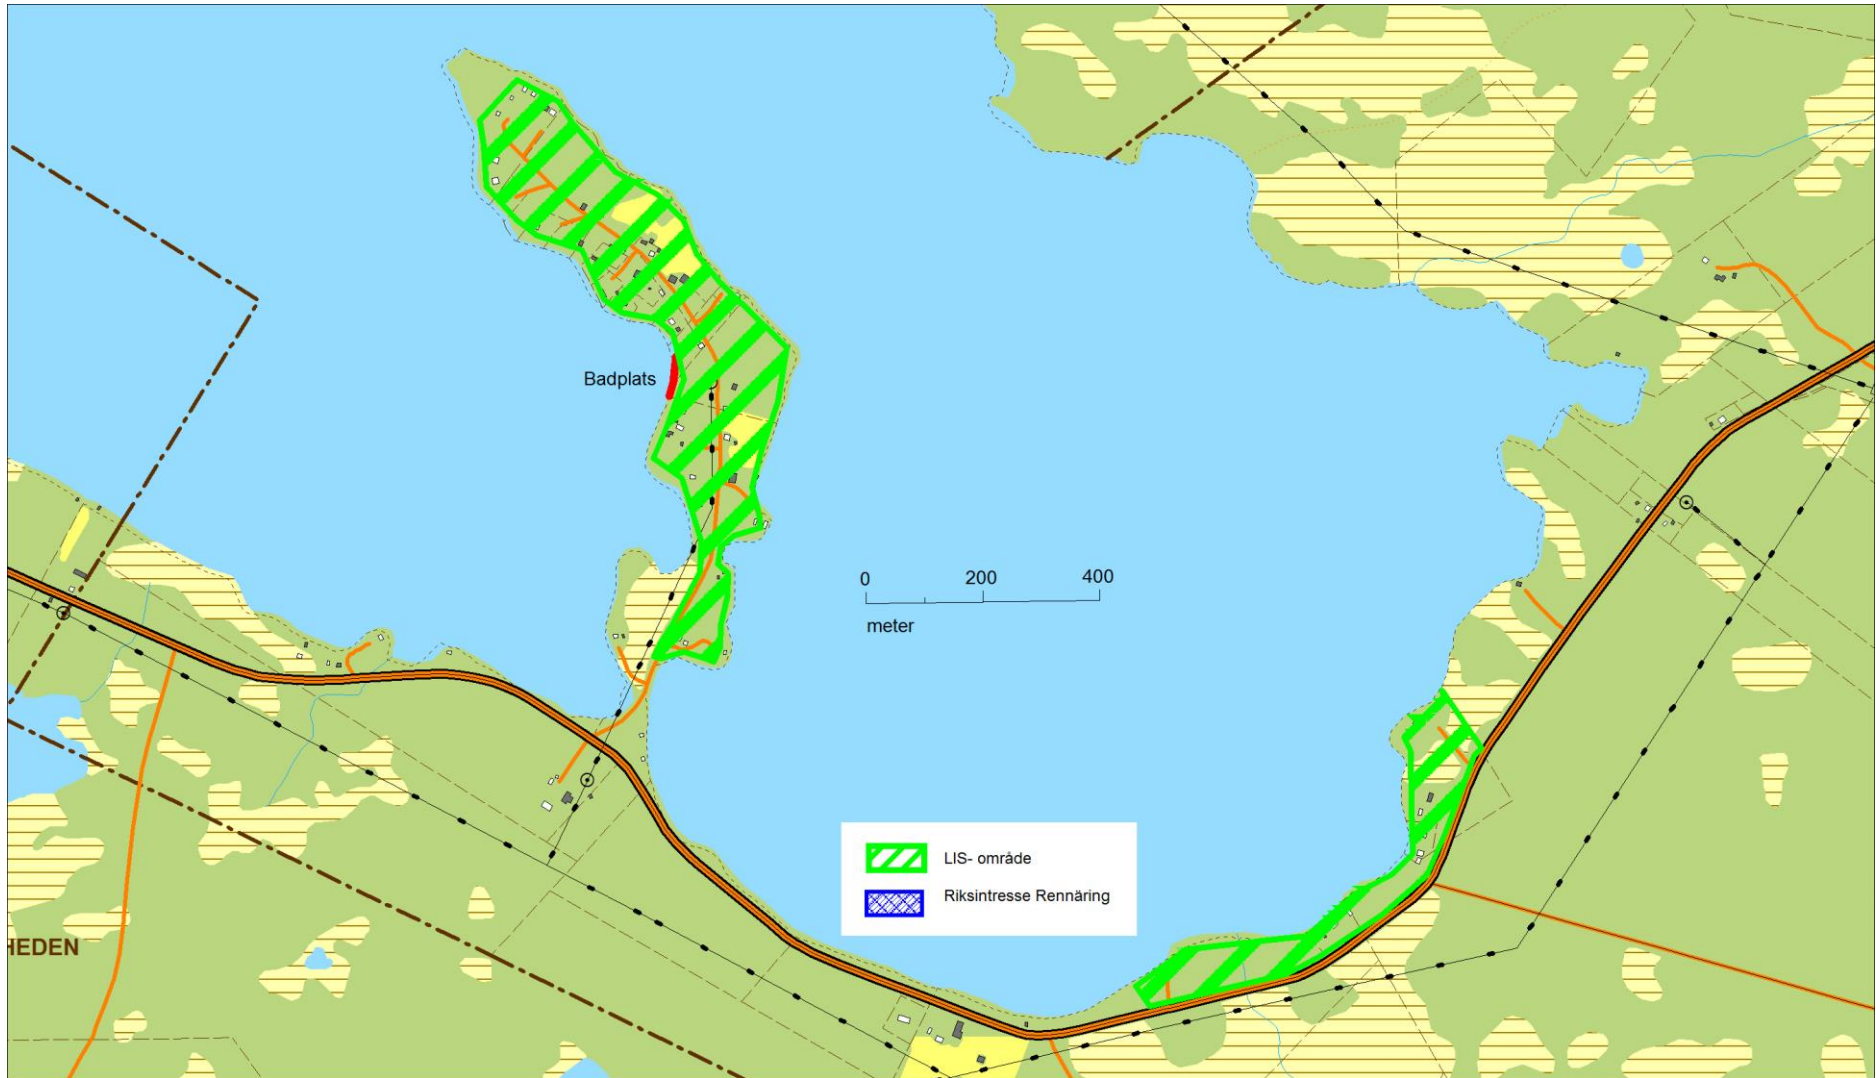 Badplats
0 200 400
meter
LIS- område
Riksintresse Rennäring
HEDEN